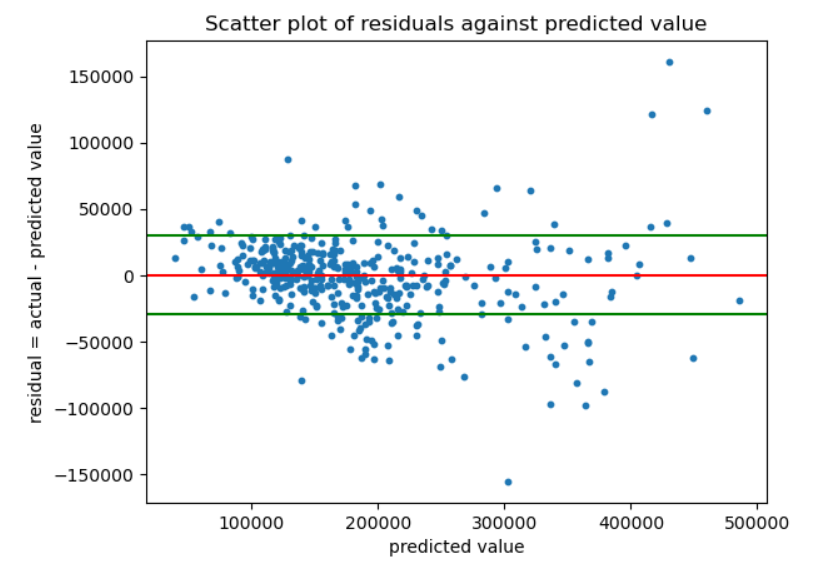 Scatter plot of residuals against predicted value
residual = actual - predicted value
150000
100000
50000
0
−50000
−100000
−150000
100000 200000 300000 400000 500000
predicted value